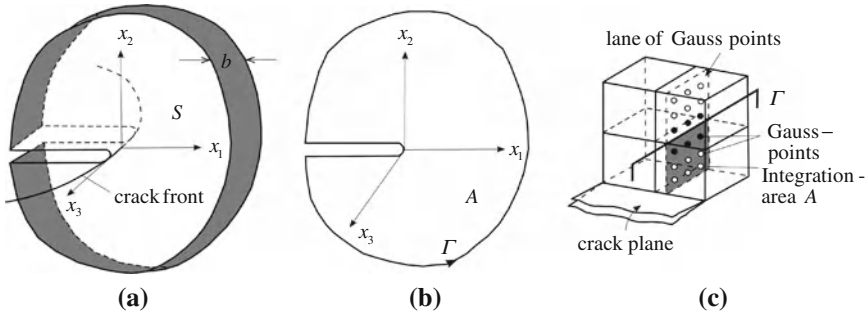 x₂
b
S
x₁
x₃
crack front
(a)
x₂
x₁
A
x₃
Γ
(b)
lane of Gauss points
Γ
Gauss–
points
Integration-
area A
crack plane
(c)